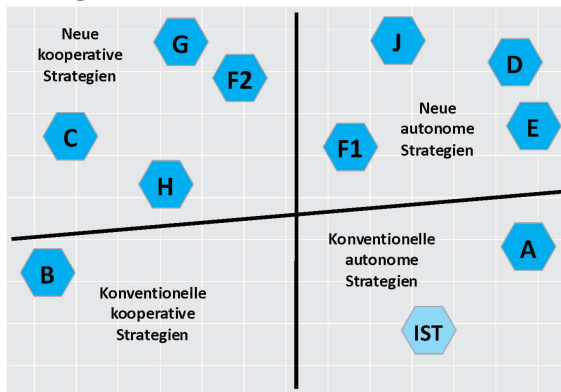 Neue
kooperative
Strategien
G
F2
C
H
J
D
Neue
autonome
Strategien
E
F1
B
Konventionelle
kooperative
Strategien
Konventionelle
autonome
Strategien
A
IST